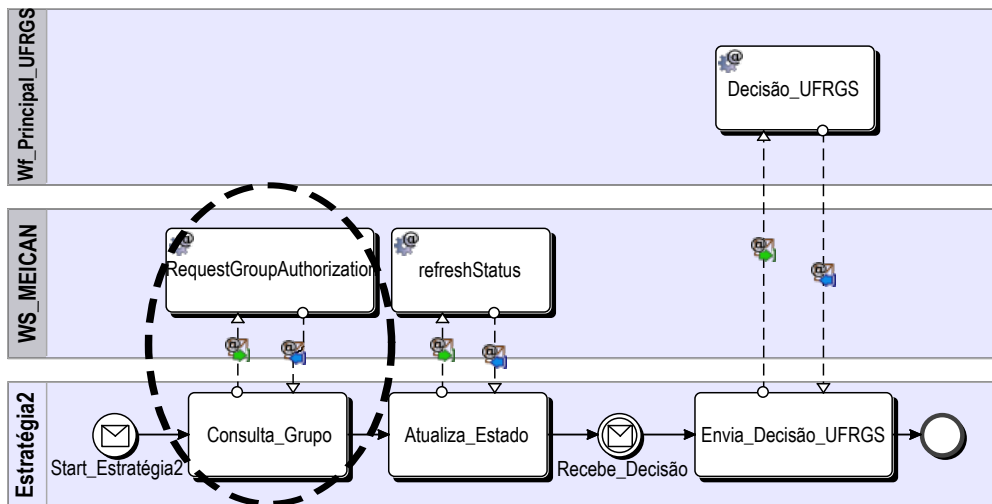 Wf_Principal_UFRGS
Decisão_UFRGS
WS_MEICAN
RequestGroupAuthorization
refreshStatus
Estratégia2
Start_Estratégia2
Consulta_Grupo
Atualiza_Estado
Recebe_Decisão
Envia_Decisão_UFRGS